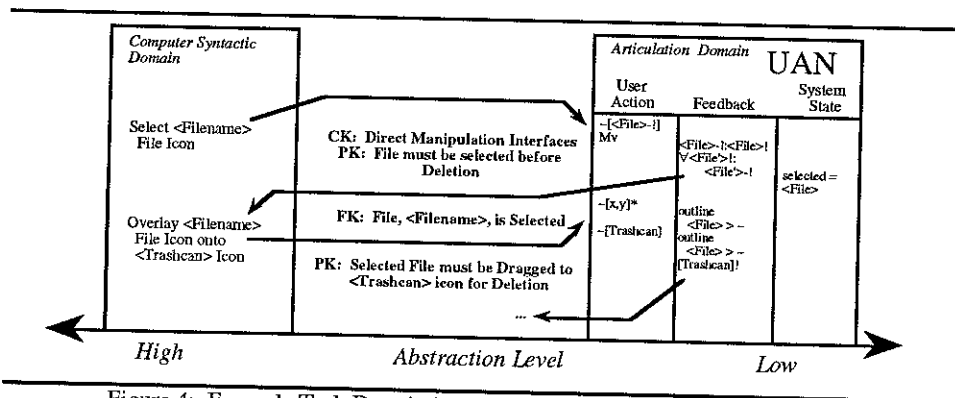 Computer Syntactic
Domain
Select <Filename>
File Icon
Overlay <Filename>
File Icon onto
<Trashcan> Icon
CK: Direct Manipulation Interfaces
PK: File must be selected before
Deletion
FK: File, <Filename>, is Selected
PK: Selected File must be Dragged to
<Trashcan> icon for Deletion
...
Articulation Domain UAN
User
Action
Feedback
System
State
~[<File>-!]
Mv
~[x,y]*
~[Trashcan]
<File>-!:<File>!
∀<File'>!:
<File'>-!
outline
<File> > ~
outline
<File> > ~
[Trashcan]!
selected =
<File>
High
Abstraction Level
Low